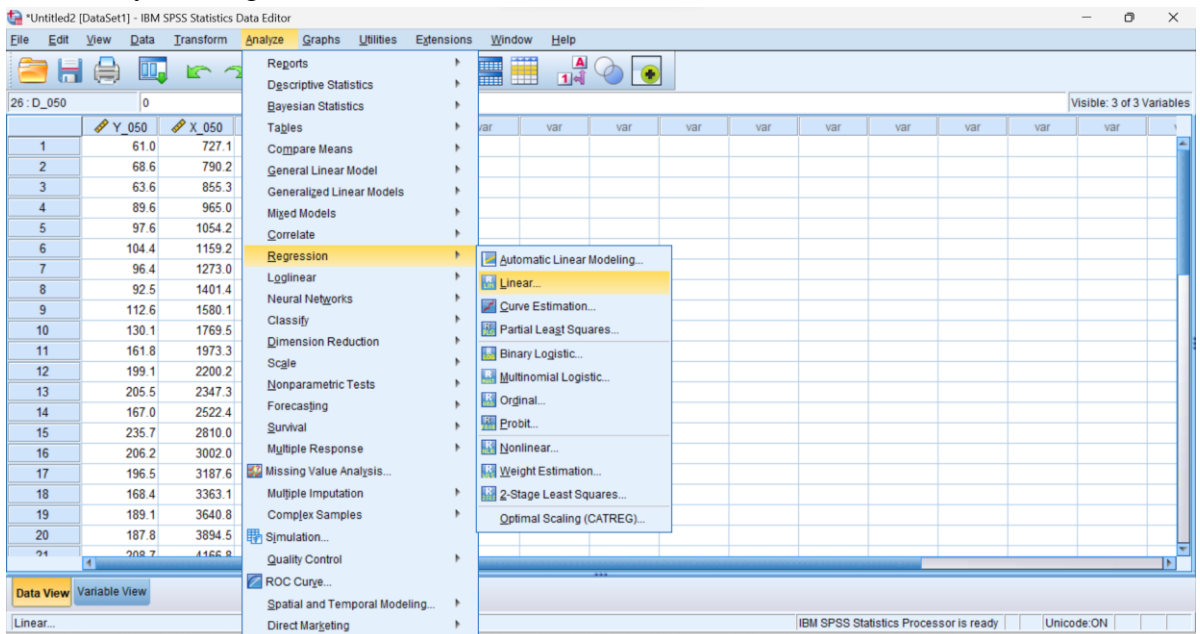 *Untitled2 [DataSet1] - IBM SPSS Statistics Data Editor
File Edit View Data Transform Analyze Graphs Utilities Extensions Window Help
26 : D_050 0 Visible: 3 of 3 Variables
Y_050 X_050 var var var var var var var var var var
1 61.0 727.1
2 68.6 790.2
3 63.6 855.3
4 89.6 965.0
5 97.6 1054.2
6 104.4 1159.2
7 96.4 1273.0
8 92.5 1401.4
9 112.6 1580.1
10 130.1 1769.5
11 161.8 1973.3
12 199.1 2200.2
13 205.5 2347.3
14 167.0 2522.4
15 235.7 2810.0
16 206.2 3002.0
17 196.5 3187.6
18 168.4 3363.1
19 189.1 3640.8
20 187.8 3894.5
21 208.7 4166.8
Reports
Descriptive Statistics
Bayesian Statistics
Tables
Compare Means
General Linear Model
Generalized Linear Models
Mixed Models
Correlate
Regression
Loglinear
Neural Networks
Classify
Dimension Reduction
Scale
Nonparametric Tests
Forecasting
Survival
Multiple Response
Missing Value Analysis...
Multiple Imputation
Complex Samples
Simulation...
Quality Control
ROC Curve...
Spatial and Temporal Modeling...
Direct Marketing
Automatic Linear Modeling...
Linear...
Curve Estimation...
Partial Least Squares...
Binary Logistic...
Multinomial Logistic...
Ordinal...
Probit...
Nonlinear...
Weight Estimation...
2-Stage Least Squares...
Optimal Scaling (CATREG)...
Data View Variable View
Linear... IBM SPSS Statistics Processor is ready Unicode:ON